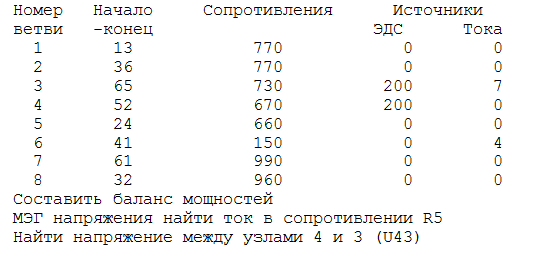 Номер Начало Сопротивления Источники
ветви -конец ЭДС Тока
1 13 770 0 0
2 36 770 0 0
3 65 730 200 7
4 52 670 200 0
5 24 660 0 0
6 41 150 0 4
7 61 990 0 0
8 32 960 0 0
Составить баланс мощностей
МЭГ напряжения найти ток в сопротивлении R5
Найти напряжение между узлами 4 и 3 (U43)